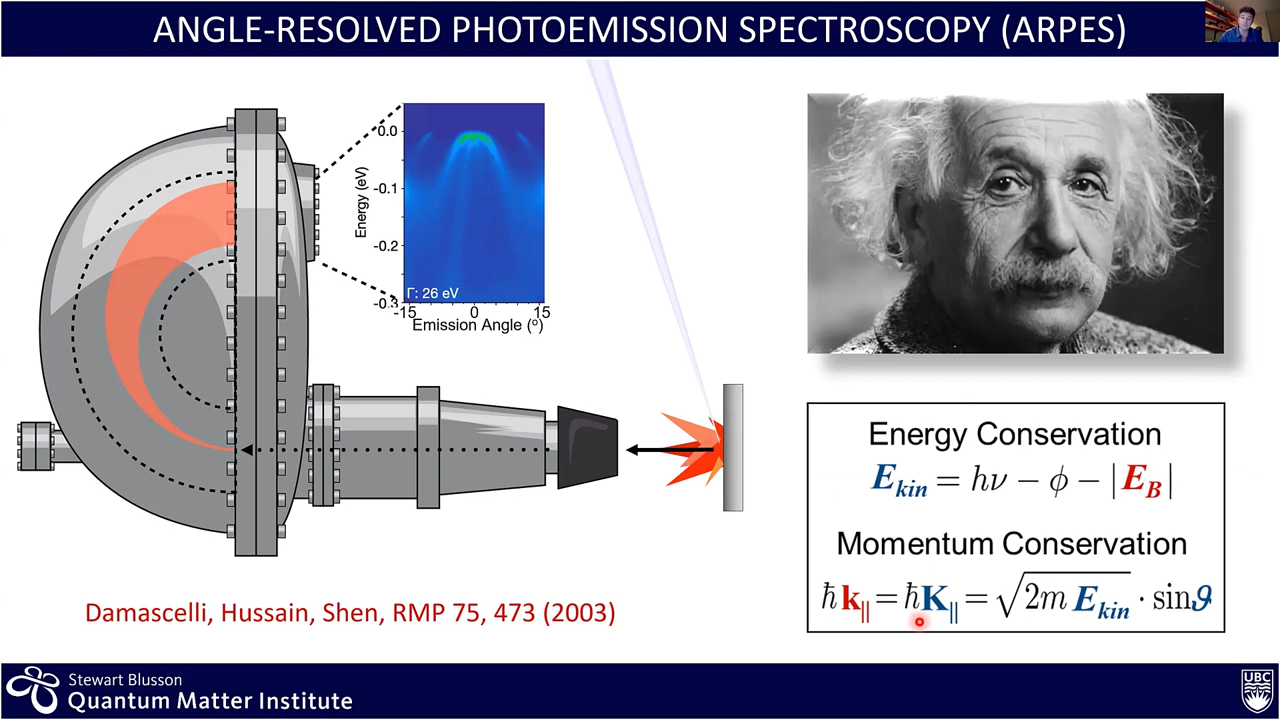 ANGLE-RESOLVED PHOTOEMISSION SPECTROSCOPY (ARPES)
0.0
-0.1
-0.2
-0.3
Energy (eV)
Γ: 26 eV
-15 0 15
Emission Angle (º)
Energy Conservation
E_kin = hν − ϕ − |E_B|
Momentum Conservation
ħk_|| = ħK_|| = √2m E_kin · sinϑ
Damascelli, Hussain, Shen, RMP 75, 473 (2003)
Stewart Blusson
Quantum Matter Institute
UBC